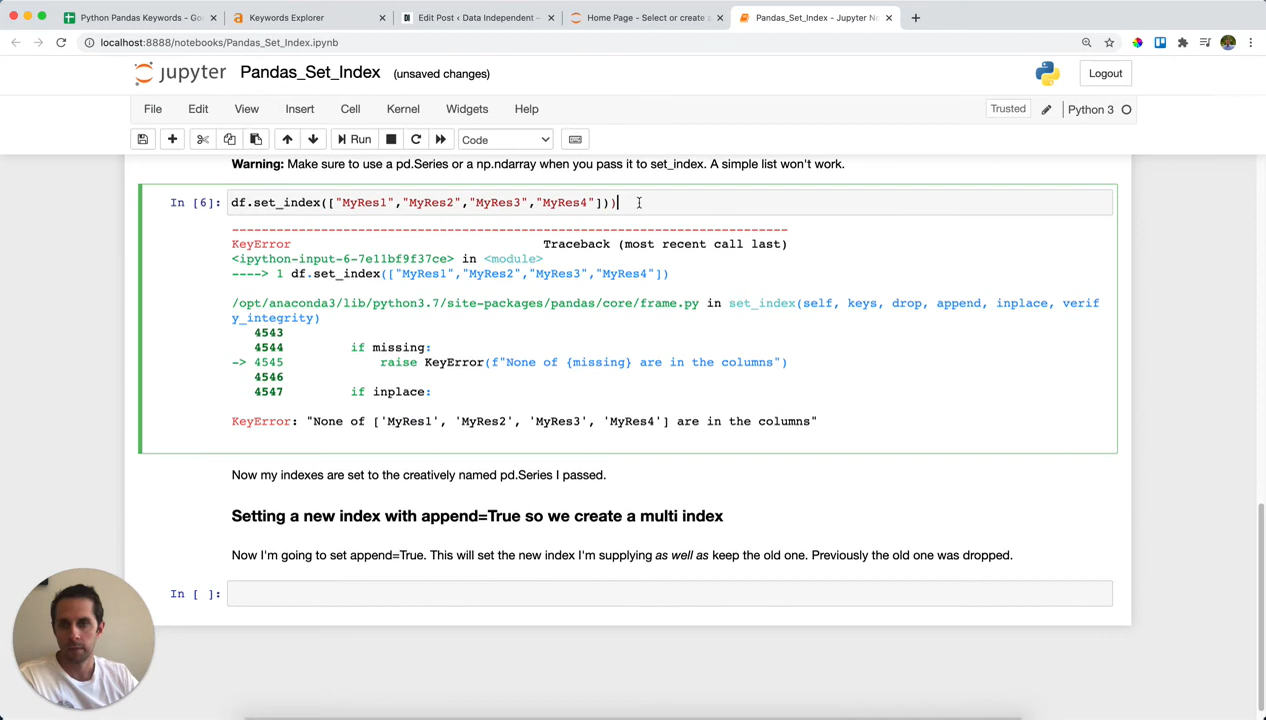 Python Pandas Keywords - Goo
Keywords Explorer
Edit Post ‹ Data Independent –
Home Page - Select or create a
Pandas_Set_Index - Jupyter No
localhost:8888/notebooks/Pandas_Set_Index.ipynb
jupyter Pandas_Set_Index (unsaved changes)
Logout
File Edit View Insert Cell Kernel Widgets Help
Trusted
Python 3
Run
Code
Warning: Make sure to use a pd.Series or a np.ndarray when you pass it to set_index. A simple list won't work.
In [6]: df.set_index(["MyRes1","MyRes2","MyRes3","MyRes4"]))
KeyError Traceback (most recent call last)
<ipython-input-6-7e11bf9f37ce> in <module>
----> 1 df.set_index(["MyRes1","MyRes2","MyRes3","MyRes4"])
/opt/anaconda3/lib/python3.7/site-packages/pandas/core/frame.py in set_index(self, keys, drop, append, inplace, verif
y_integrity)
4543
4544 if missing:
-> 4545 raise KeyError(f"None of {missing} are in the columns")
4546
4547 if inplace:
KeyError: "None of ['MyRes1', 'MyRes2', 'MyRes3', 'MyRes4'] are in the columns"
Now my indexes are set to the creatively named pd.Series I passed.
Setting a new index with append=True so we create a multi index
Now I'm going to set append=True. This will set the new index I'm supplying as well as keep the old one. Previously the old one was dropped.
In [ ]: